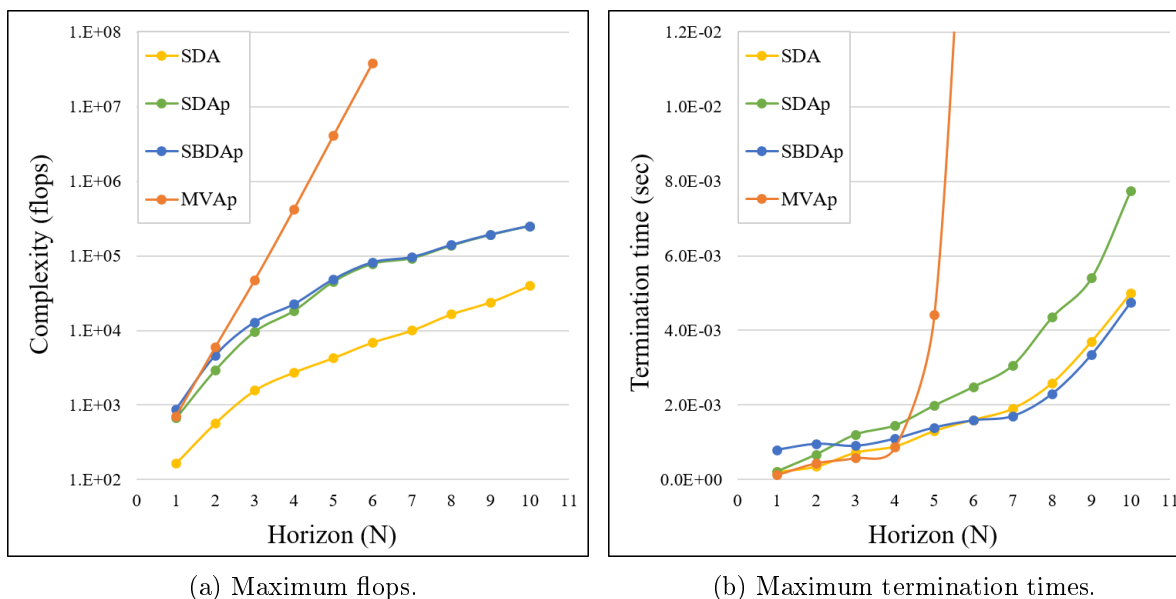 1.E+08
1.E+07
1.E+06
1.E+05
1.E+04
1.E+03
1.E+02
Complexity (flops)
SDA
SDAp
SBDAp
MVAp
0 1 2 3 4 5 6 7 8 9 10 11
Horizon (N)
(a) Maximum flops.
1.2E-02
1.0E-02
8.0E-03
6.0E-03
4.0E-03
2.0E-03
0.0E+00
Termination time (sec)
SDA
SDAp
SBDAp
MVAp
0 1 2 3 4 5 6 7 8 9 10 11
Horizon (N)
(b) Maximum termination times.